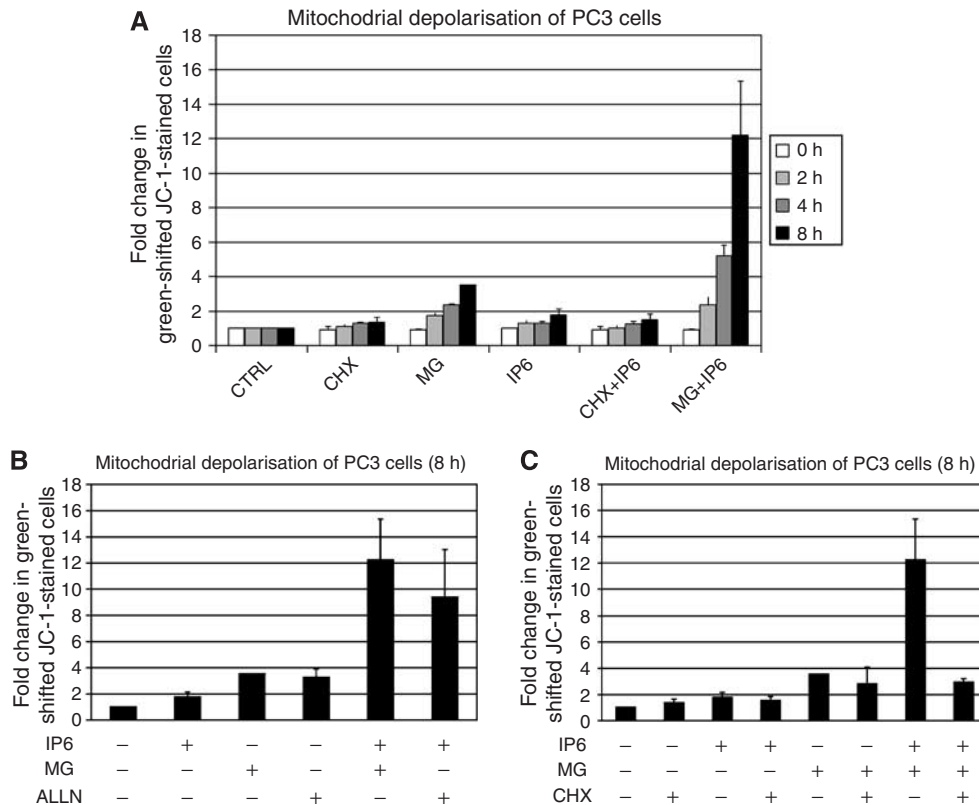 A
Mitochodrial depolarisation of PC3 cells
Fold change in
green-shifted JC-1-stained cells
18
16
14
12
10
8
6
4
2
0
CTRL
CHX
MG
IP6
CHX+IP6
MG+IP6
0 h
2 h
4 h
8 h
B
Mitochodrial depolarisation of PC3 cells (8 h)
Fold change in green-
shifted JC-1-stained cells
18
16
14
12
10
8
6
4
2
0
IP6 – + – – + +
MG – – + – + –
ALLN – – – + – +
C
Mitochodrial depolarisation of PC3 cells (8 h)
Fold change in green-
shifted JC-1-stained cells
18
16
14
12
10
8
6
4
2
0
IP6 – – + + – – + +
MG – – – – + + + +
CHX – + – + – + – +